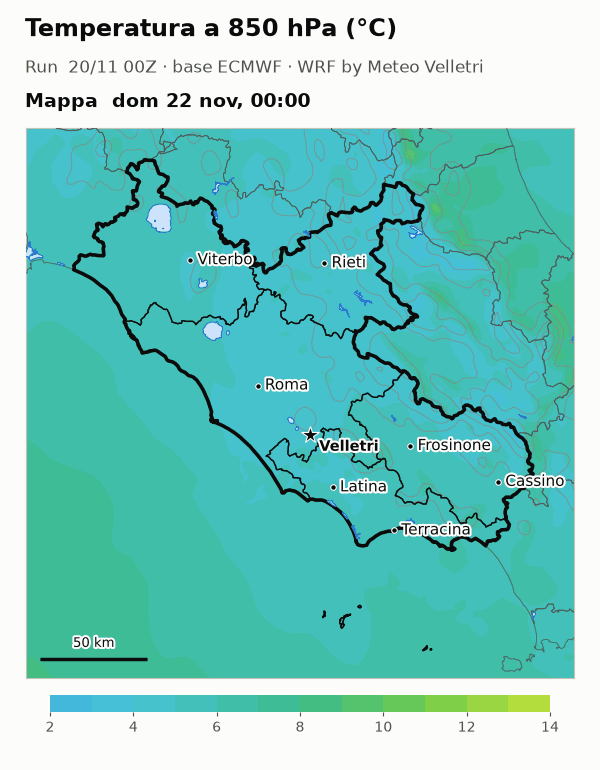 Temperatura a 850 hPa (°C)
Run  20/11 00Z · base ECMWF · WRF by Meteo Velletri
Mappa  dom 22 nov, 00:00
Viterbo
Rieti
Roma
Velletri
Frosinone
Latina
Cassino
Terracina
50 km
2 4 6 8 10 12 14